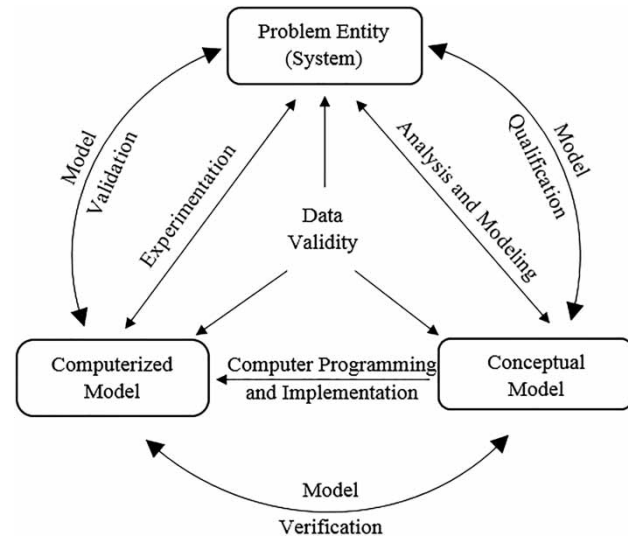 Problem Entity
(System)
Model
Validation
Experimentation
Data
Validity
Analysis and Modeling
Model
Qualification
Computerized
Model
Computer Programming
and Implementation
Conceptual
Model
Model
Verification